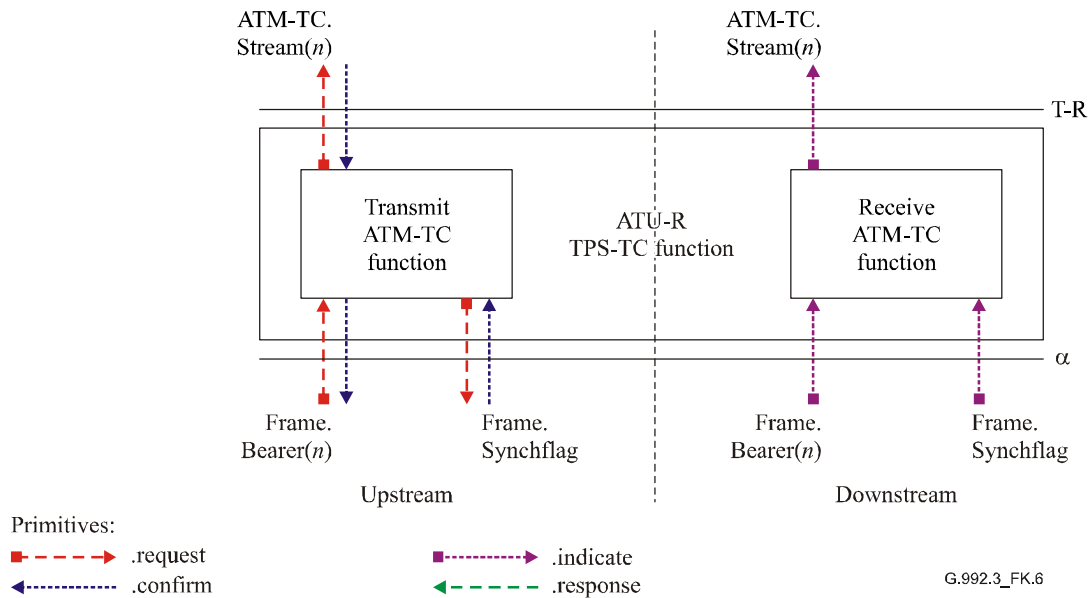 ATM-TC.
Stream(n)
ATM-TC.
Stream(n)
T-R
Transmit
ATM-TC
function
ATU-R
TPS-TC function
Receive
ATM-TC
function
α
Frame.
Bearer(n)
Frame.
Synchflag
Frame.
Bearer(n)
Frame.
Synchflag
Upstream
Downstream
Primitives:
.request
.indicate
.confirm
.response
G.992.3_FK.6